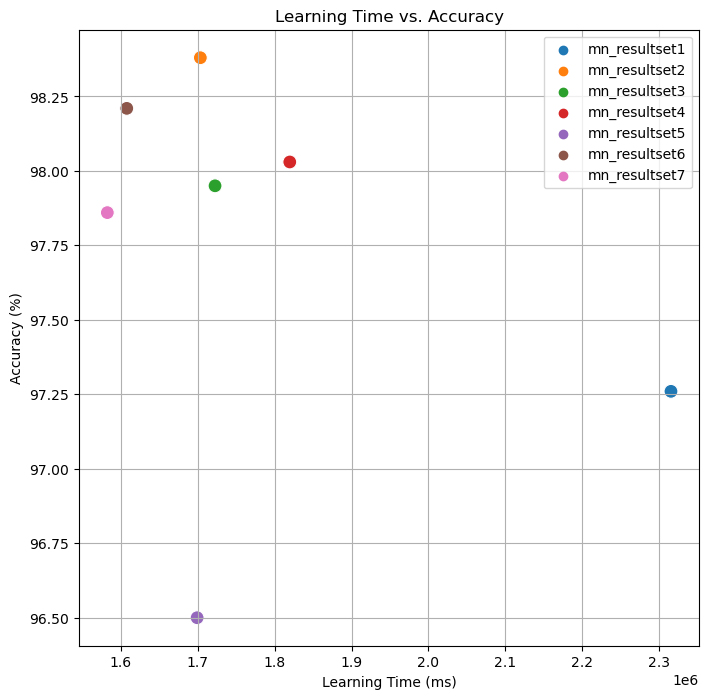 Learning Time vs. Accuracy
mn_resultset1
mn_resultset2
mn_resultset3
mn_resultset4
mn_resultset5
mn_resultset6
mn_resultset7
Accuracy (%)
98.25
98.00
97.75
97.50
97.25
97.00
96.75
96.50
1.6 1.7 1.8 1.9 2.0 2.1 2.2 2.3
1e6
Learning Time (ms)